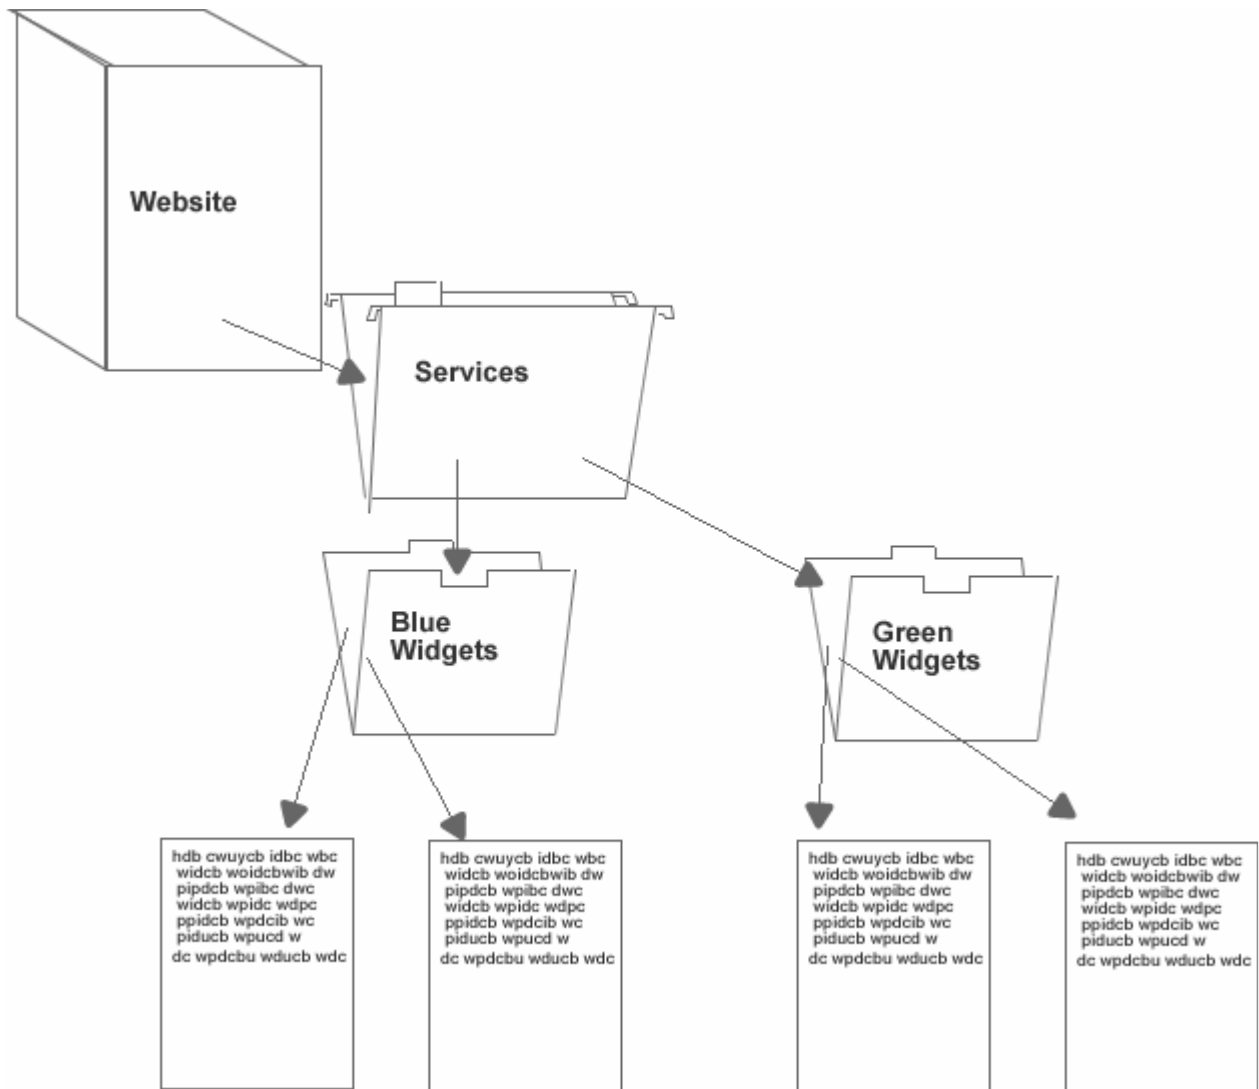 Website
Services
Blue
Widgets
Green
Widgets
hdb cwuycb idbc wbc
widcb woidcbwib dw
pipdcb wpibc dwc
widcb wpidc wdpc
ppidcb wpdcib wc
piducb wpucd w
dc wpdcbu wducb wdc
hdb cwuycb idbc wbc
widcb woidcbwib dw
pipdcb wpibc dwc
widcb wpidc wdpc
ppidcb wpdcib wc
piducb wpucd w
dc wpdcbu wducb wdc
hdb cwuycb idbc wbc
widcb woidcbwib dw
pipdcb wpibc dwc
widcb wpidc wdpc
ppidcb wpdcib wc
piducb wpucd w
dc wpdcbu wducb wdc
hdb cwuycb idbc wbc
widcb woidcbwib dw
pipdcb wpibc dwc
widcb wpidc wdpc
ppidcb wpdcib wc
piducb wpucd w
dc wpdcbu wducb wdc